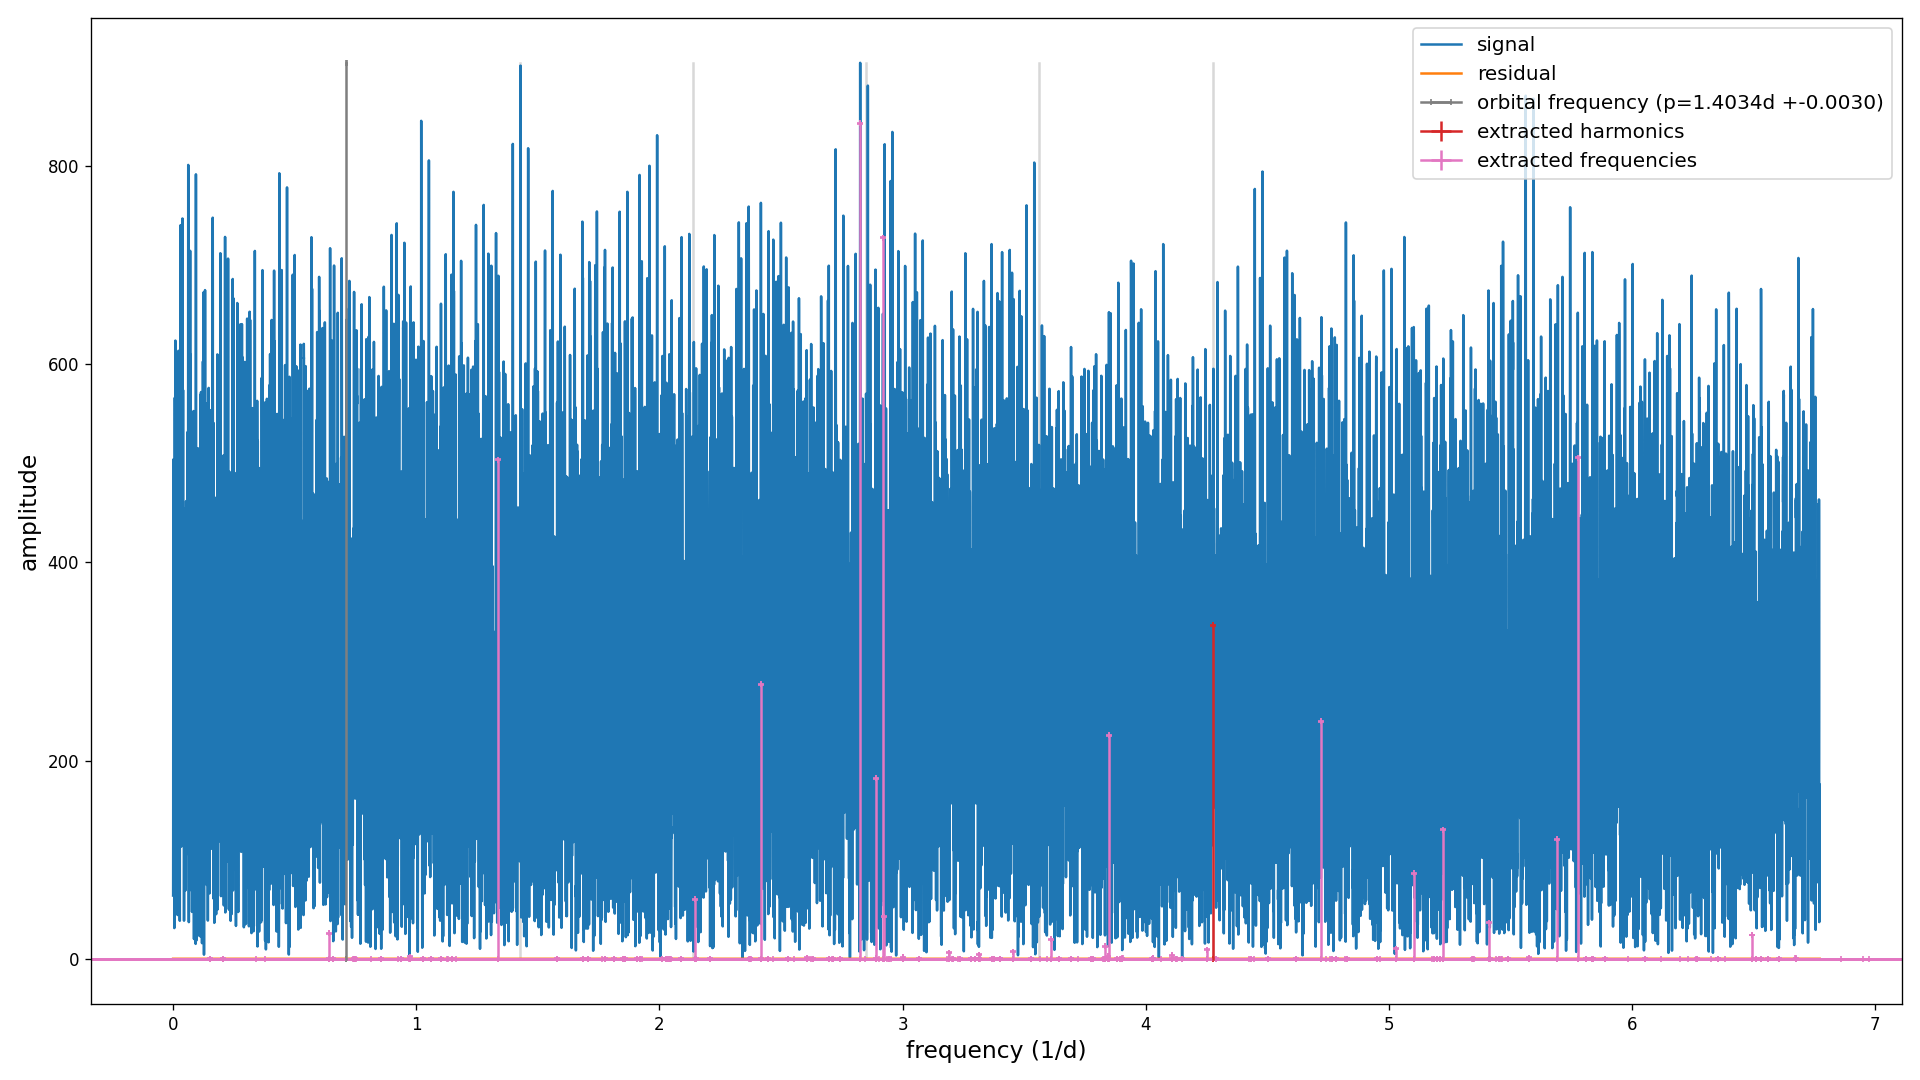 signal
residual
orbital frequency (p=1.4034d +-0.0030)
extracted harmonics
extracted frequencies
amplitude
800
600
400
200
0
0 1 2 3 4 5 6 7
frequency (1/d)